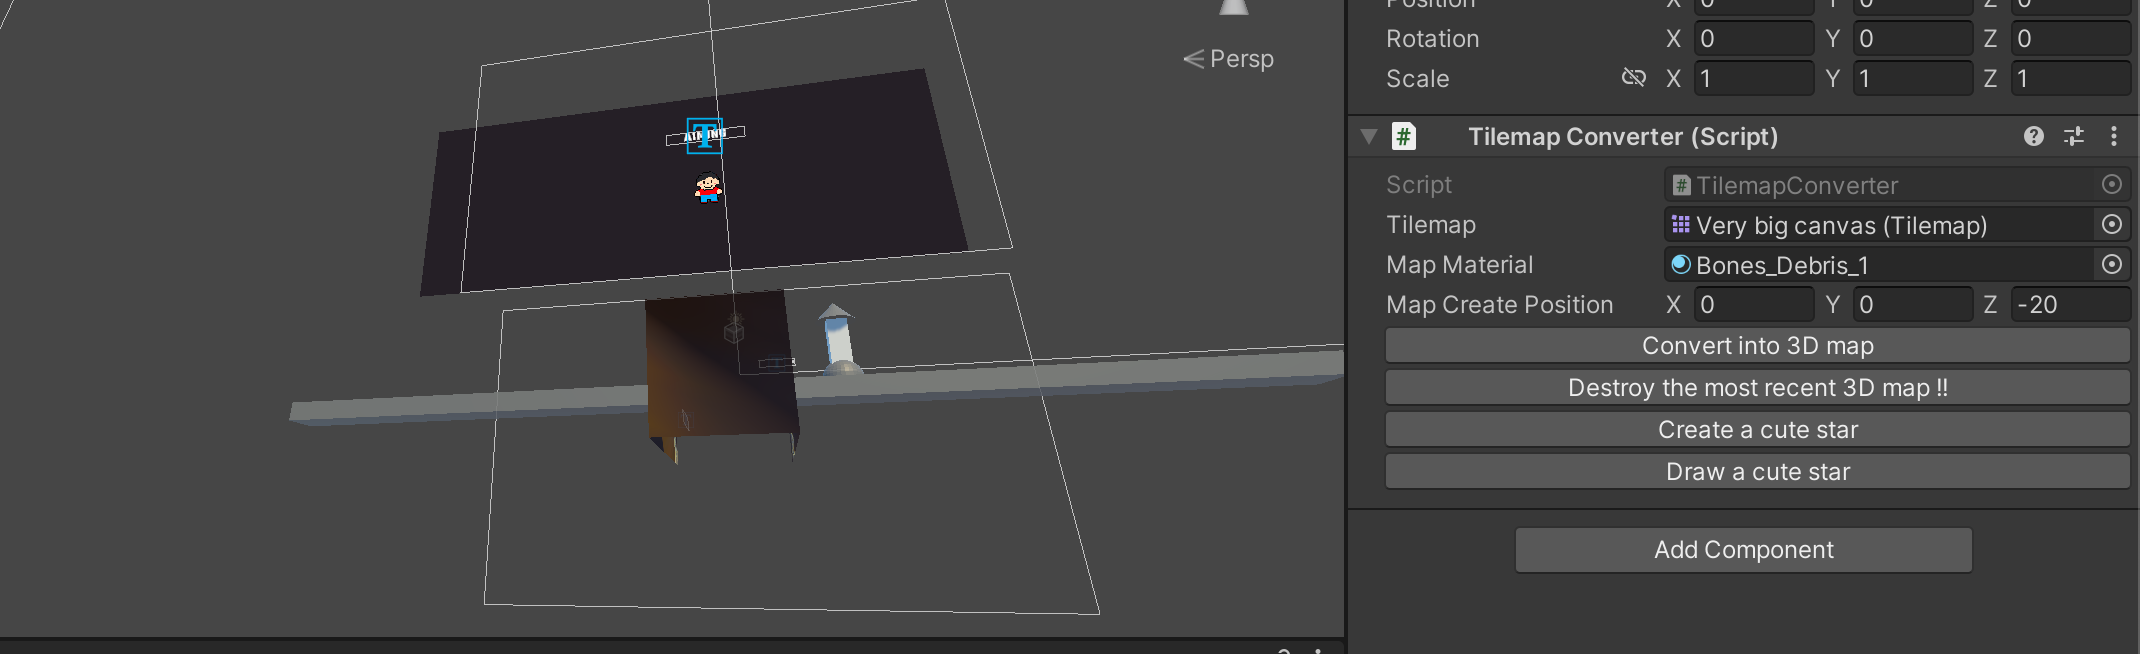 Position X 0 Y 0 Z 0
Persp
Rotation X 0 Y 0 Z 0
Scale X 1 Y 1 Z 1
Tilemap Converter (Script)
Script TilemapConverter
Tilemap Very big canvas (Tilemap)
Map Material Bones_Debris_1
Map Create Position X 0 Y 0 Z -20
Convert into 3D map
Destroy the most recent 3D map !!
Create a cute star
Draw a cute star
Add Component
T